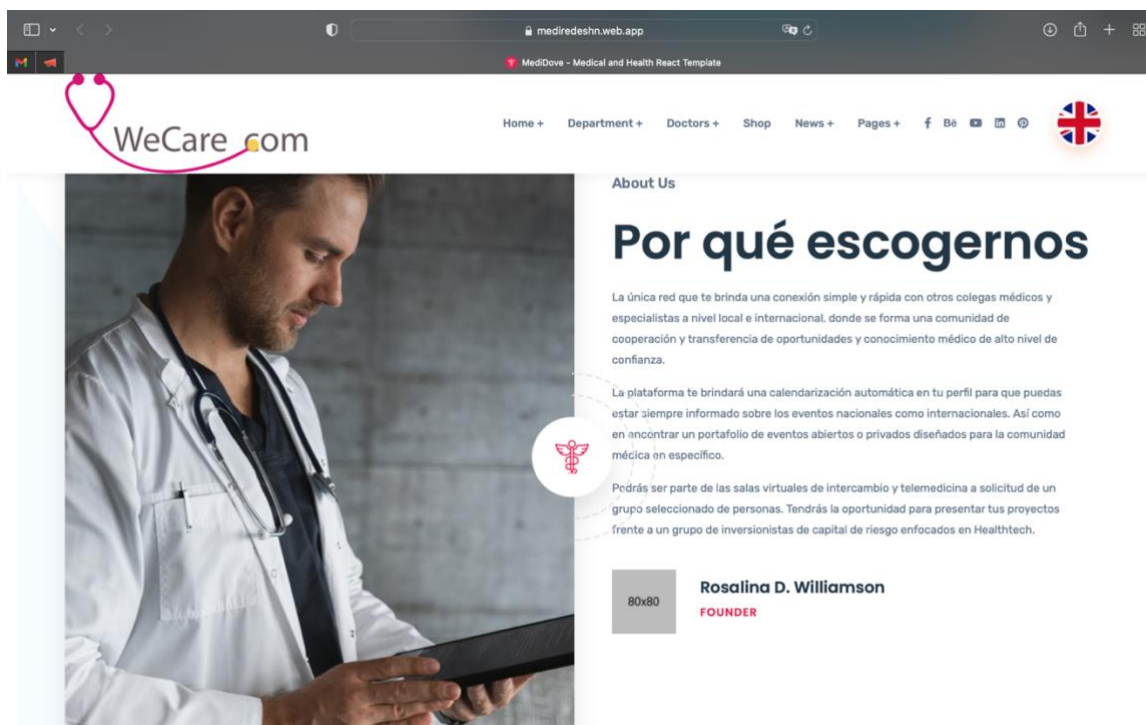 mediredeshn.web.app
MediDove - Medical and Health React Template
WeCare com
Home + Department + Doctors + Shop News + Pages + f Bē in
About Us
Por qué escogernos
La única red que te brinda una conexión simple y rápida con otros colegas médicos y
especialistas a nivel local e internacional, donde se forma una comunidad de
cooperación y transferencia de oportunidades y conocimiento médico de alto nivel de
confianza.
La plataforma te brindará una calendarización automática en tu perfil para que puedas
estar siempre informado sobre los eventos nacionales como internacionales. Así como
en encontrar un portafolio de eventos abiertos o privados diseñados para la comunidad
médica en específico.
Podrás ser parte de las salas virtuales de intercambio y telemedicina a solicitud de un
grupo seleccionado de personas. Tendrás la oportunidad para presentar tus proyectos
frente a un grupo de inversionistas de capital de riesgo enfocados en Healthtech.
80x80
Rosalina D. Williamson
FOUNDER